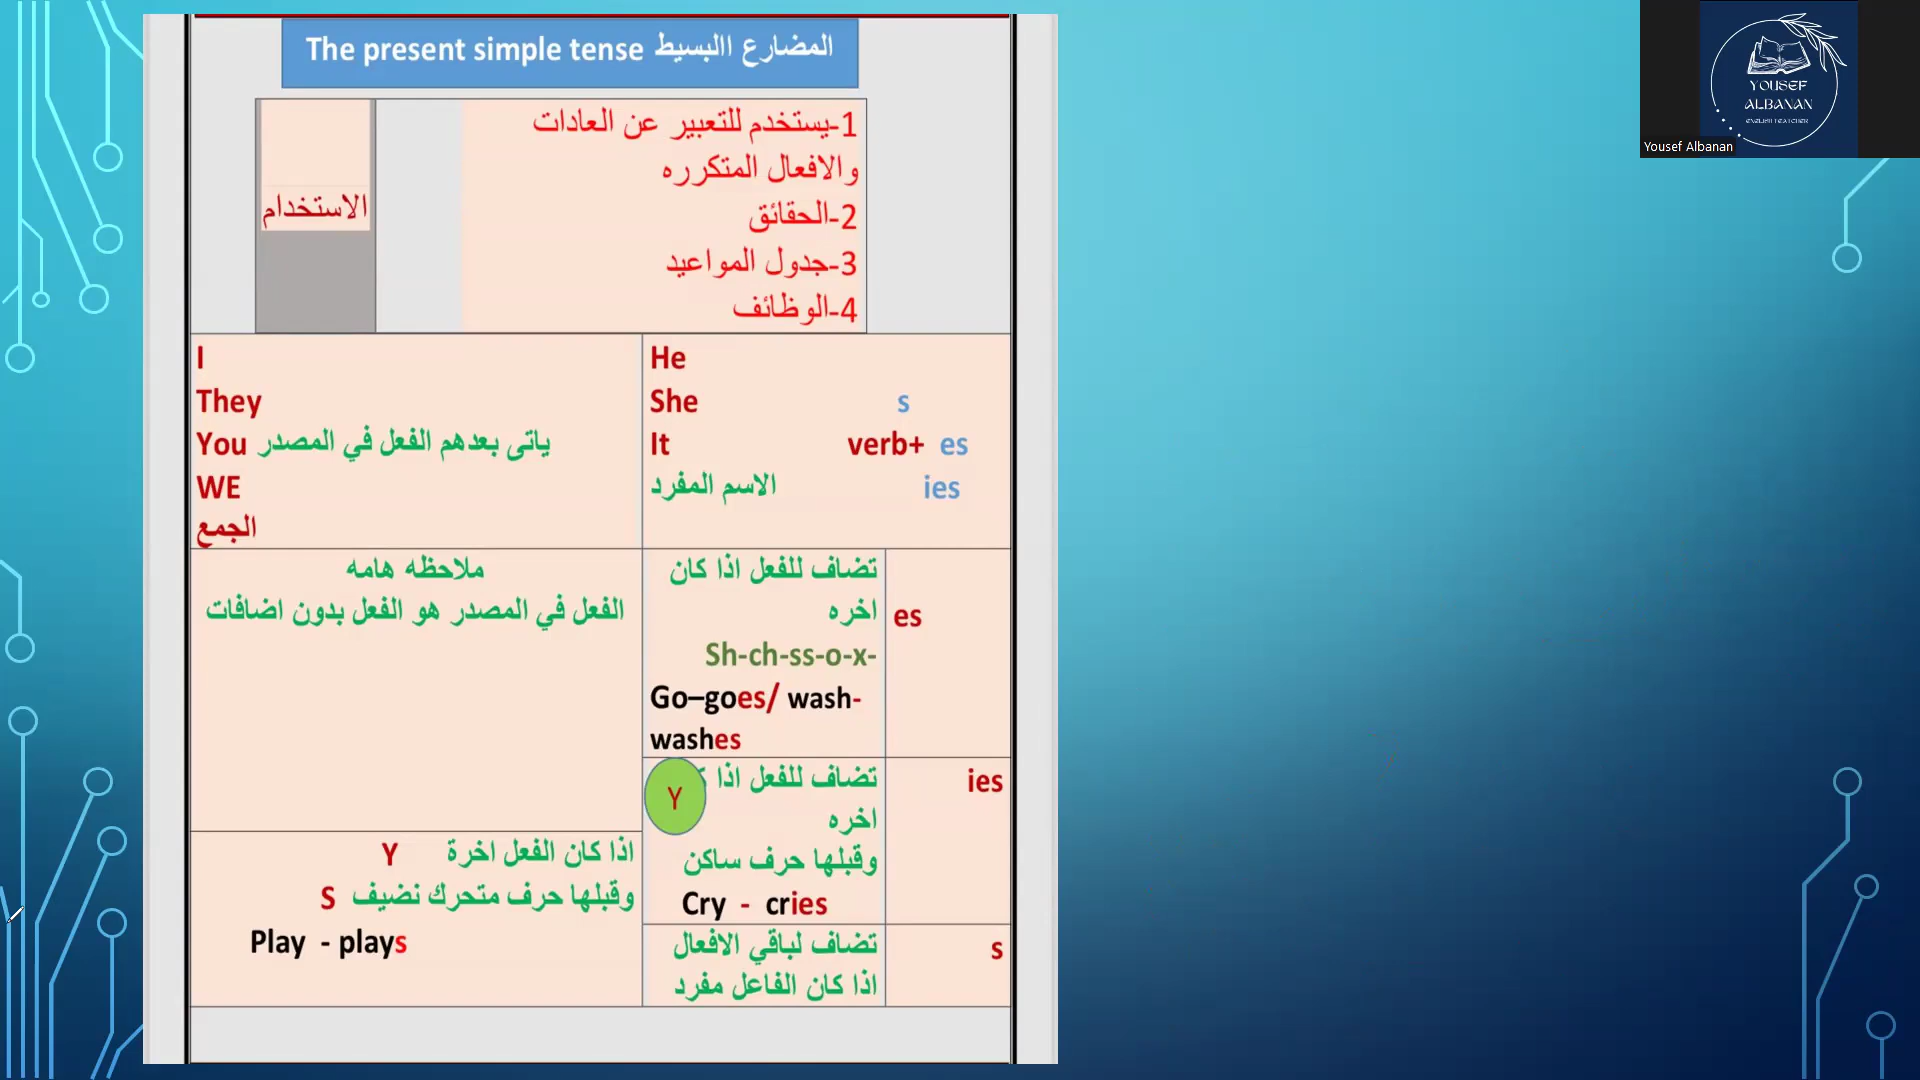 The present simple tense المضارع االبسيط
1-يستخدم للتعبير عن العادات
والافعال المتكرره
2-الحقائق
3-جدول المواعيد
4-الوظائف
الاستخدام
I
They
You ياتى بعدهم الفعل في المصدر
WE
الجمع
He
She s
It verb+ es
الاسم المفرد ies
ملاحظه هامه
الفعل في المصدر هو الفعل بدون اضافات
تضاف للفعل اذا كان
اخره
Sh-ch-ss-o-x-
Go–goes/ wash-
washes
es
تضاف للفعل اذا
Y
اخره
وقبلها حرف ساكن
Cry - cries
ies
اذا كان الفعل اخرة Y
وقبلها حرف متحرك نضيف S
Play - plays
تضاف لباقي الافعال
اذا كان الفاعل مفرد
s
YOUSEF
ALBANAN
ENGLISH TEACHER
Yousef Albanan